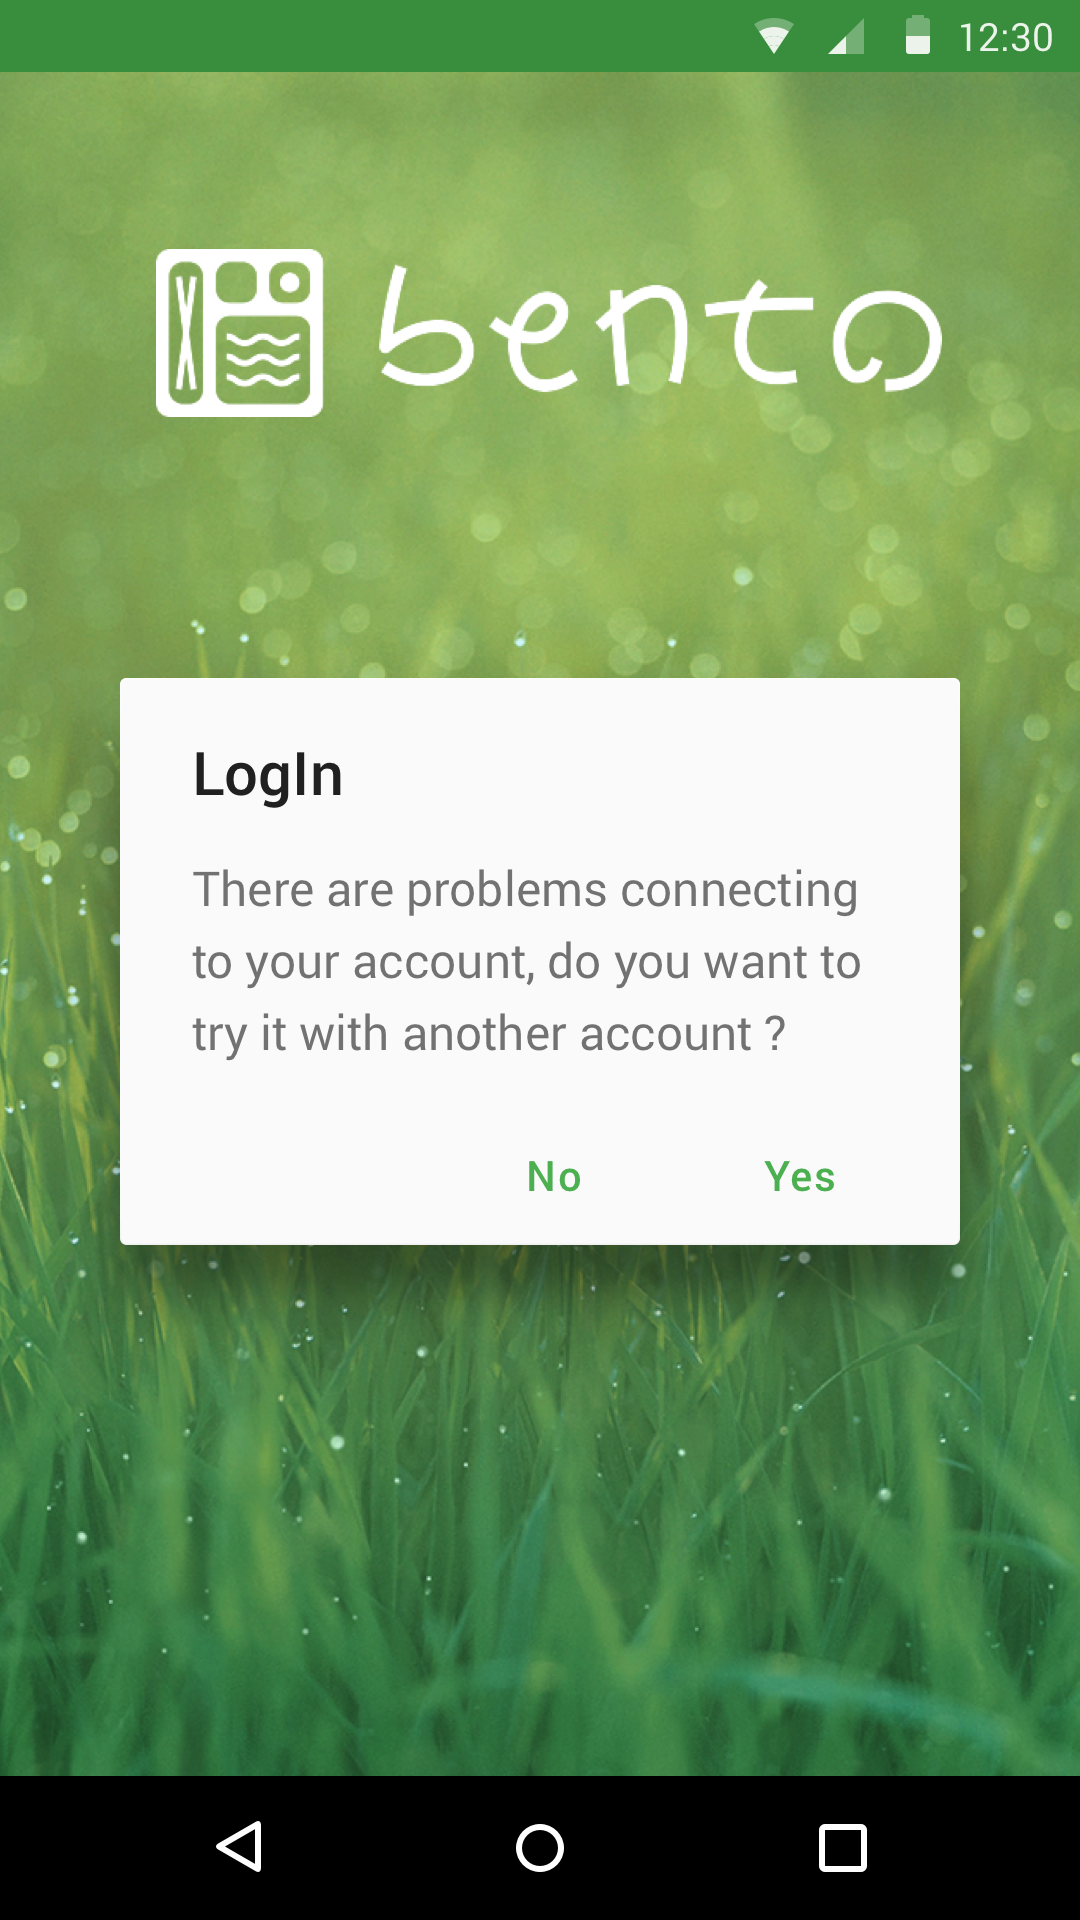 12:30
bento
LogIn
There are problems connecting
to your account, do you want to
try it with another account ?
No
Yes